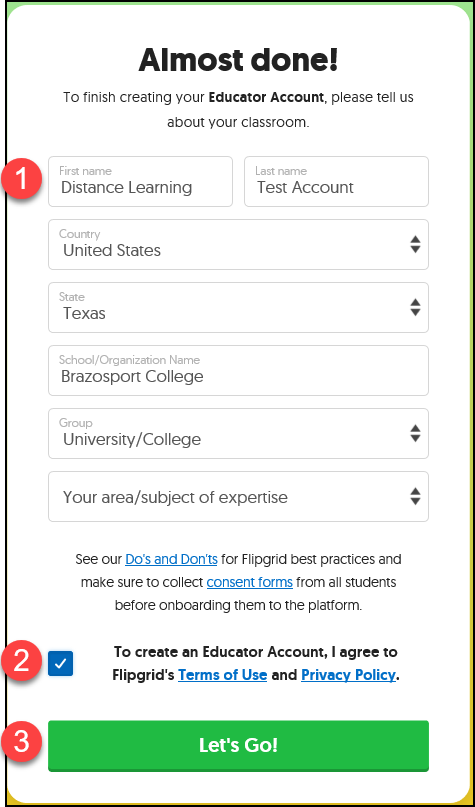 Almost done!
To finish creating your Educator Account, please tell us
about your classroom.
1
First name
Distance Learning
Last name
Test Account
Country
United States
State
Texas
School/Organization Name
Brazosport College
Group
University/College
Your area/subject of expertise
See our Do's and Don'ts for Flipgrid best practices and
make sure to collect consent forms from all students
before onboarding them to the platform.
2
To create an Educator Account, I agree to
Flipgrid's Terms of Use and Privacy Policy.
3
Let's Go!